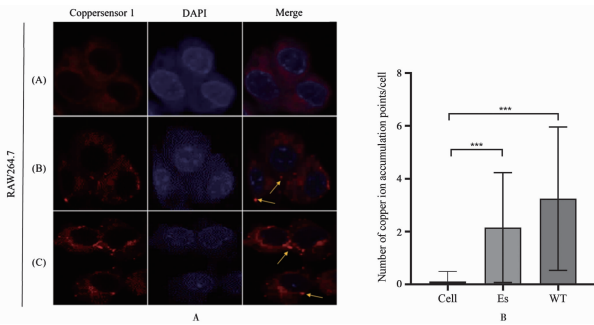 Coppersensor 1 DAPI Merge
RAW264.7
(A)
(B)
(C)
A
Number of copper ion accumulation points/cell
8
6
4
2
0
***
***
Cell Es WT
B